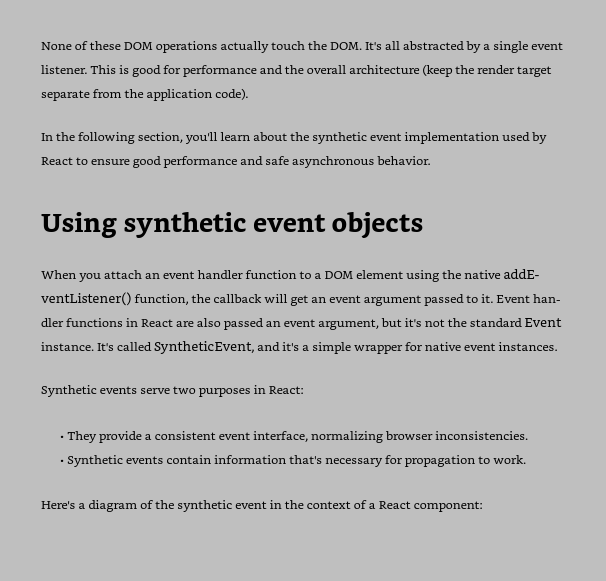 None of these DOM operations actually touch the DOM. It's all abstracted by a single event
listener. This is good for performance and the overall architecture (keep the render target
separate from the application code).
In the following section, you'll learn about the synthetic event implementation used by
React to ensure good performance and safe asynchronous behavior.
Using synthetic event objects
When you attach an event handler function to a DOM element using the native addE-
ventListener() function, the callback will get an event argument passed to it. Event han-
dler functions in React are also passed an event argument, but it's not the standard Event
instance. It's called SyntheticEvent, and it's a simple wrapper for native event instances.
Synthetic events serve two purposes in React:
• They provide a consistent event interface, normalizing browser inconsistencies.
• Synthetic events contain information that's necessary for propagation to work.
Here's a diagram of the synthetic event in the context of a React component: